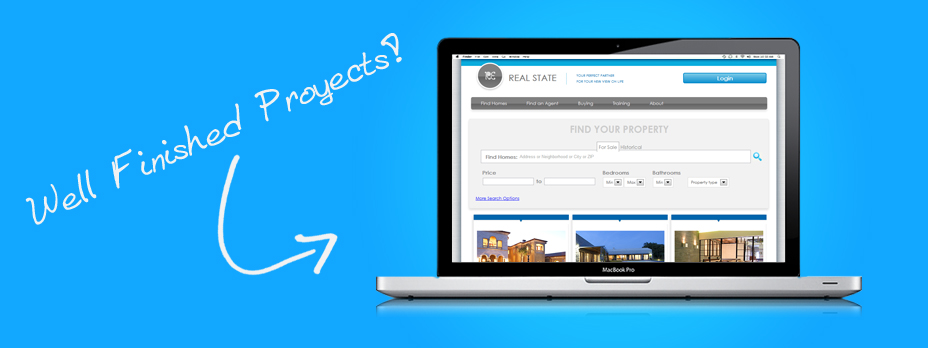 Well Finished Proyects?
Finder
RS
REAL STATE
YOUR PERFECT PARTNER
FOR YOUR NEW VIEW ON LIFE
Login
Find Homes
Find an Agent
Buying
Training
About
FIND YOUR PROPERTY
For Sale
Historical
Find Homes:
Address or Neighborhood or City or ZIP
Price
to
Bedrooms
Min
Max
Bathrooms
Min
Property type
More Search Options
MacBook Pro